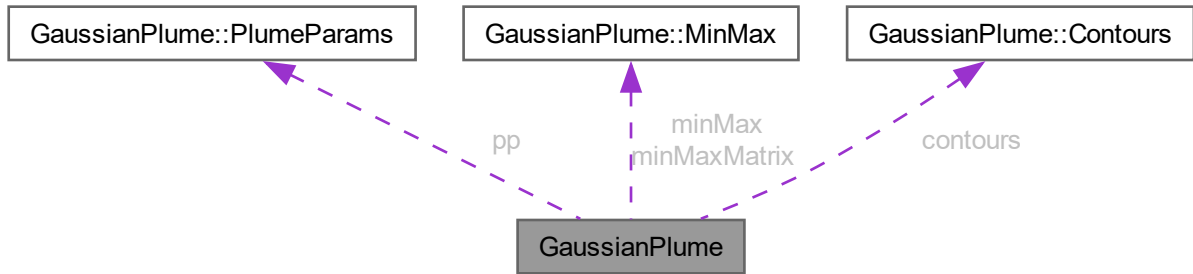 GaussianPlume::PlumeParams
GaussianPlume::MinMax
GaussianPlume::Contours
pp
minMax
minMaxMatrix
contours
GaussianPlume